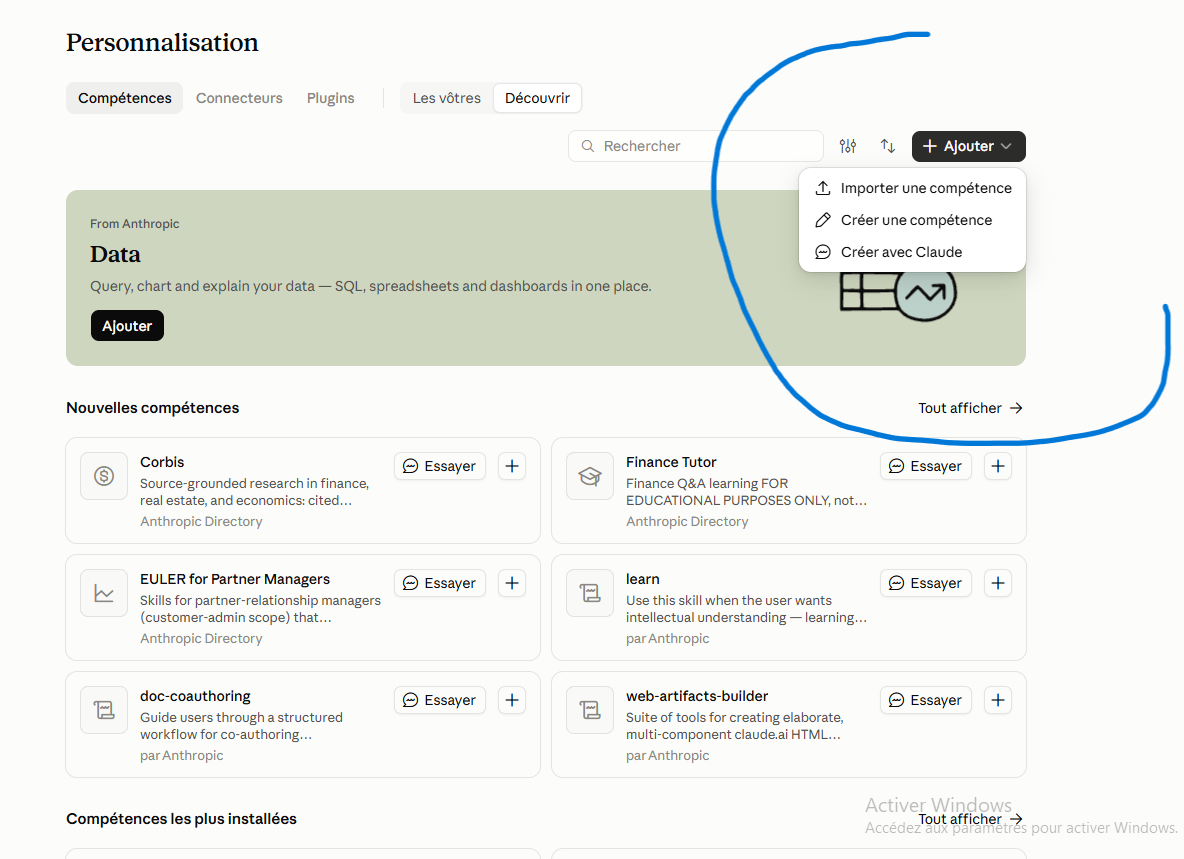 Personnalisation
Compétences Connecteurs Plugins Les vôtres Découvrir
Rechercher
Ajouter
Importer une compétence
Créer une compétence
Créer avec Claude
From Anthropic
Data
Query, chart and explain your data — SQL, spreadsheets and dashboards in one place.
Ajouter
Nouvelles compétences
Tout afficher
Corbis
Source-grounded research in finance,
real estate, and economics: cited…
Anthropic Directory
Essayer
Finance Tutor
Finance Q&A learning FOR
EDUCATIONAL PURPOSES ONLY, not…
Anthropic Directory
Essayer
EULER for Partner Managers
Skills for partner-relationship managers
(customer-admin scope) that…
Anthropic Directory
Essayer
learn
Use this skill when the user wants
intellectual understanding — learning…
par Anthropic
Essayer
doc-coauthoring
Guide users through a structured
workflow for co-authoring…
par Anthropic
Essayer
web-artifacts-builder
Suite of tools for creating elaborate,
multi-component claude.ai HTML…
par Anthropic
Essayer
Compétences les plus installées
Tout afficher
Activer Windows
Accédez aux paramètres pour activer Windows.